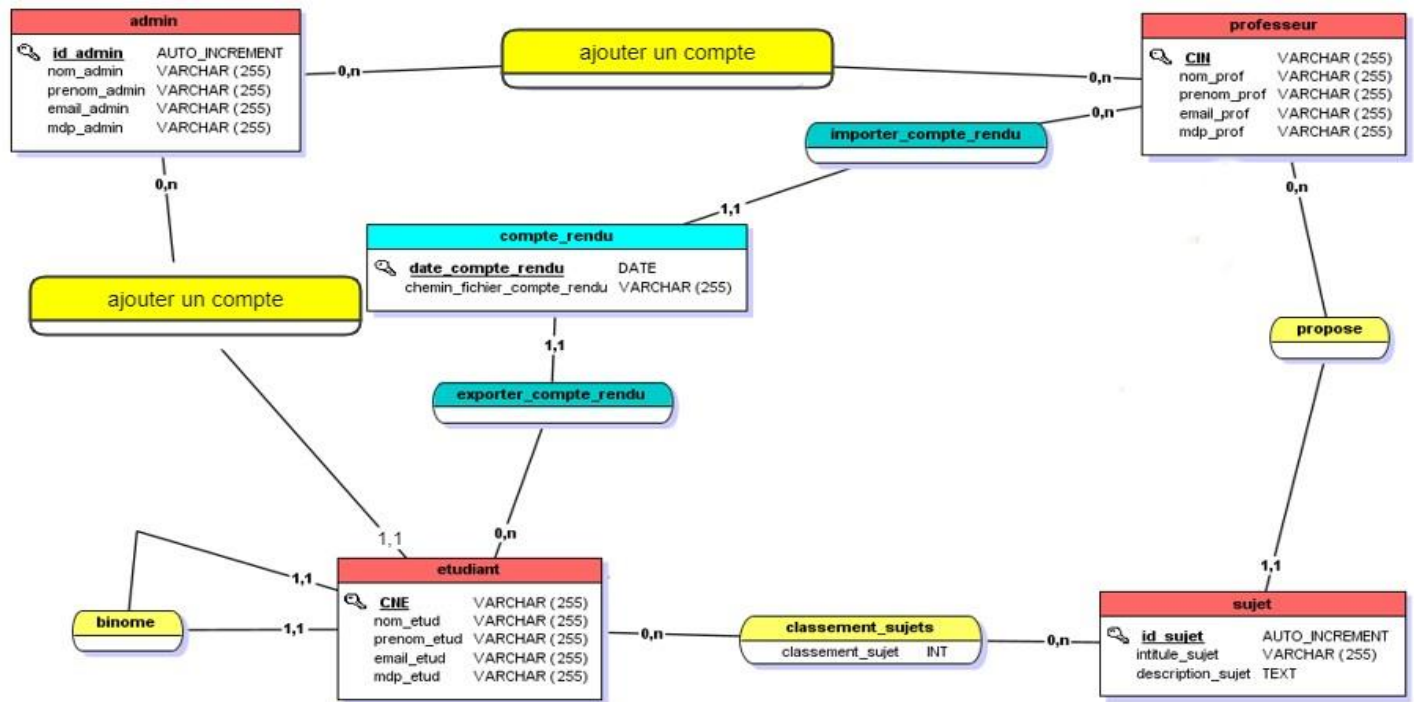 admin
id_admin AUTO_INCREMENT
nom_admin VARCHAR (255)
prenom_admin VARCHAR (255)
email_admin VARCHAR (255)
mdp_admin VARCHAR (255)
0,n
ajouter un compte
0,n
professeur
CIN VARCHAR (255)
nom_prof VARCHAR (255)
prenom_prof VARCHAR (255)
email_prof VARCHAR (255)
mdp_prof VARCHAR (255)
0,n
importer_compte_rendu
1,1
0,n
0,n
compte_rendu
date_compte_rendu DATE
chemin_fichier_compte_rendu VARCHAR (255)
ajouter un compte
1,1
propose
exporter_compte_rendu
1,1
0,n
1,1
etudiant
CNE VARCHAR (255)
nom_etud VARCHAR (255)
prenom_etud VARCHAR (255)
email_etud VARCHAR (255)
mdp_etud VARCHAR (255)
1,1
binome
1,1
0,n
classement_sujets
classement_sujet INT
0,n
1,1
sujet
id_sujet AUTO_INCREMENT
intitule_sujet VARCHAR (255)
description_sujet TEXT